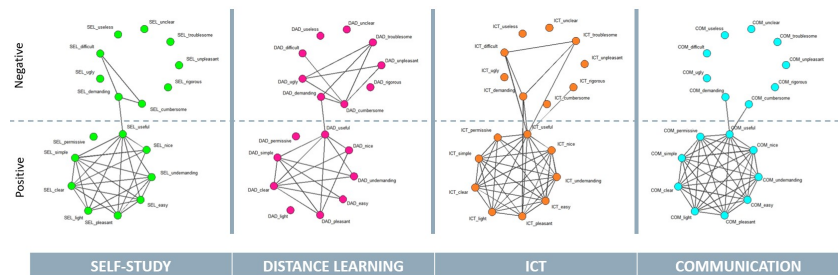 Negative
SEL_useless
SEL_unclear
SEL_troublesome
SEL_difficult
SEL_unpleasant
SEL_ugly
SEL_rigorous
SEL_demanding
SEL_cumbersome
DAD_useless
DAD_unclear
DAD_troublesome
DAD_difficult
DAD_unpleasant
DAD_ugly
DAD_rigorous
DAD_demanding
DAD_cumbersome
ICT_useless
ICT_unclear
ICT_troublesome
ICT_difficult
ICT_unpleasant
ICT_ugly
ICT_rigorous
ICT_demanding
ICT_cumbersome
COM_useless
COM_unclear
COM_troublesome
COM_difficult
COM_unpleasant
COM_ugly
COM_rigorous
COM_demanding
COM_cumbersome
Positive
SEL_useful
SEL_permissive
SEL_nice
SEL_simple
SEL_undemanding
SEL_clear
SEL_easy
SEL_light
SEL_pleasant
DAD_useful
DAD_permissive
DAD_nice
DAD_simple
DAD_undemanding
DAD_clear
DAD_easy
DAD_light
DAD_pleasant
ICT_useful
ICT_permissive
ICT_nice
ICT_simple
ICT_undemanding
ICT_clear
ICT_easy
ICT_light
ICT_pleasant
COM_useful
COM_permissive
COM_nice
COM_simple
COM_undemanding
COM_clear
COM_easy
COM_light
COM_pleasant
SELF-STUDY
DISTANCE LEARNING
ICT
COMMUNICATION